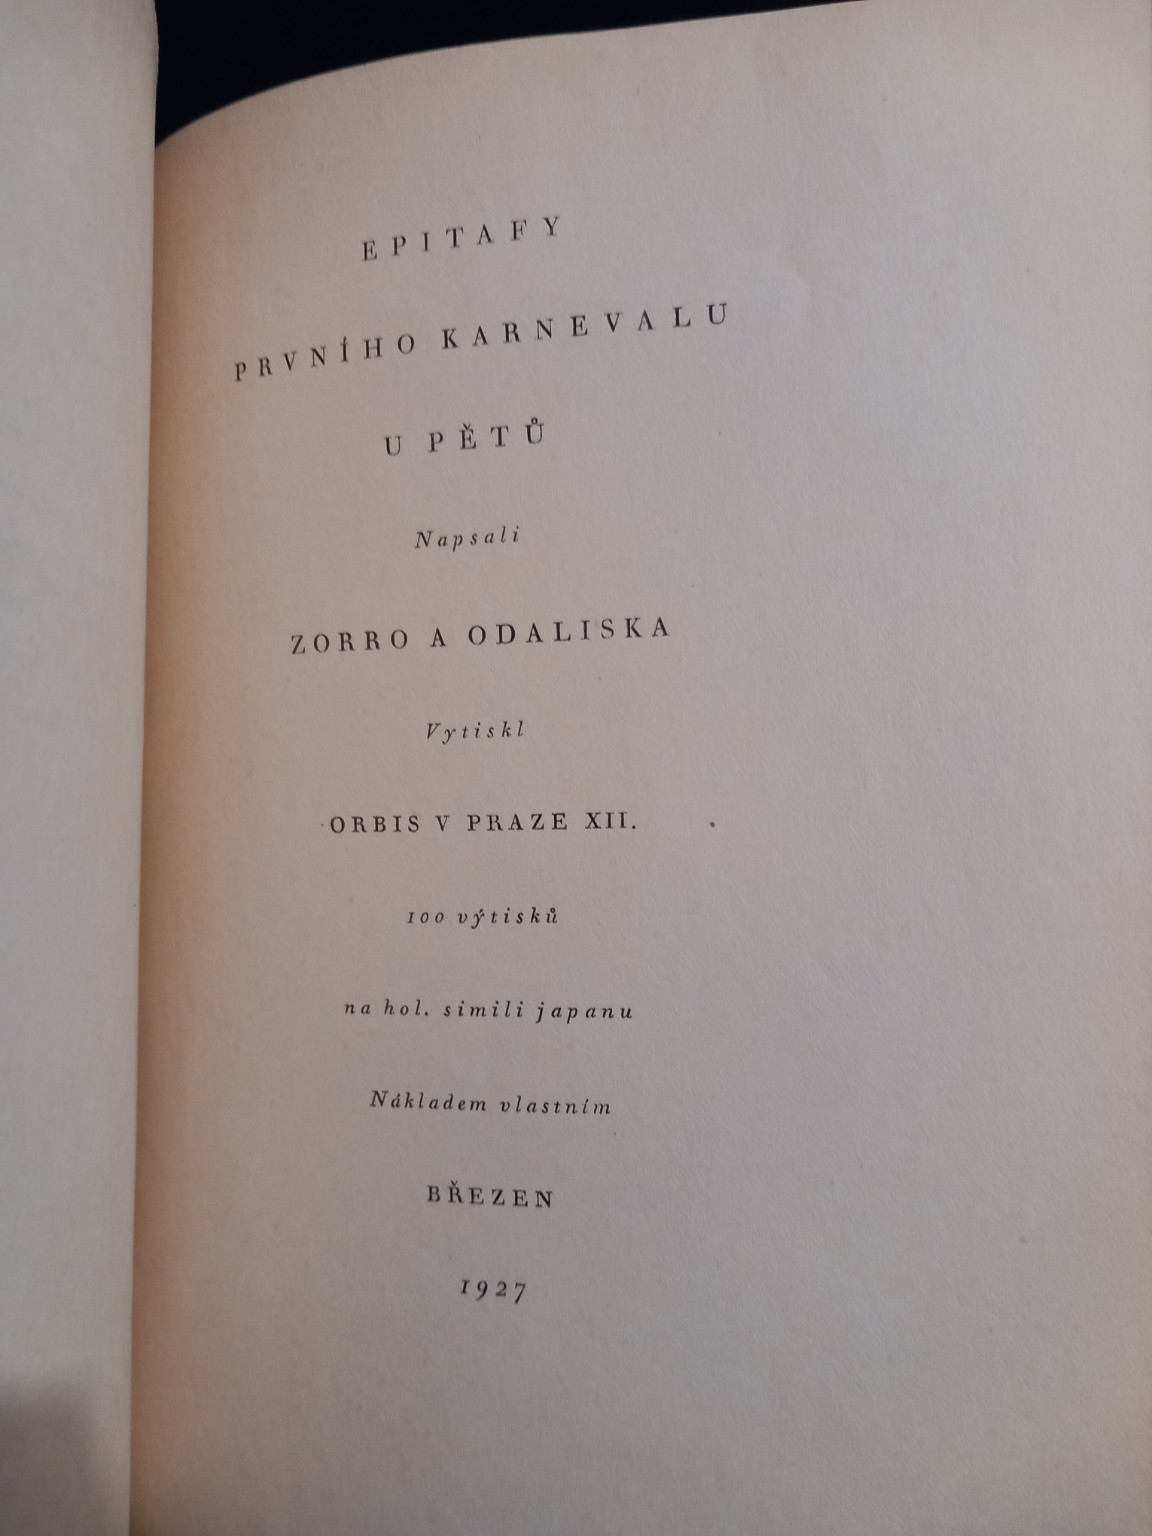 EPITAFY
PRVNÍHO KARNEVALU
U PĚTŮ
Napsali
ZORRO A ODALISKA
Vytiskl
ORBIS V PRAZE XII.
100 výtisků
na hol. simili japanu
Nákladem vlastním
BŘEZEN
1927